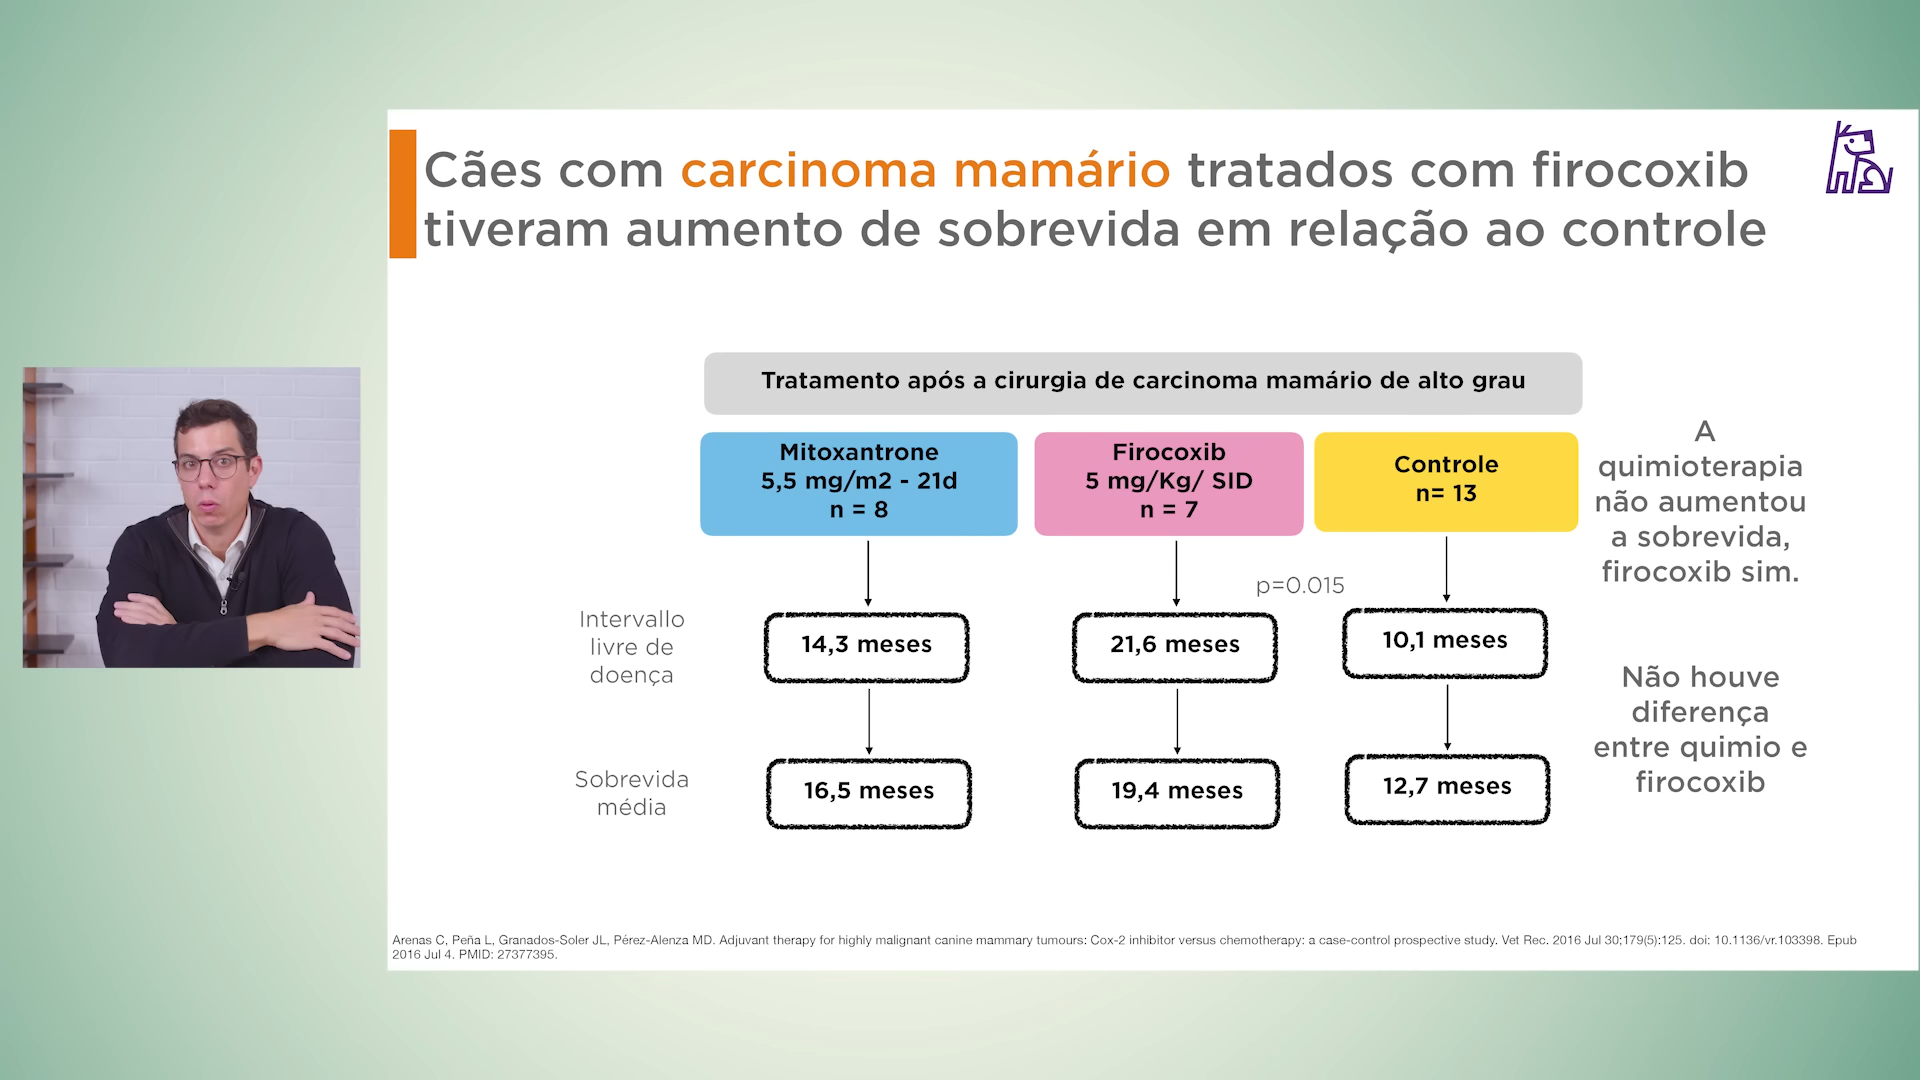 Cães com carcinoma mamário tratados com firocoxib
tiveram aumento de sobrevida em relação ao controle
Tratamento após a cirurgia de carcinoma mamário de alto grau
Mitoxantrone
5,5 mg/m2 - 21d
n = 8
Firocoxib
5 mg/Kg/ SID
n = 7
Controle
n= 13
A
quimioterapia
não aumentou
a sobrevida,
firocoxib sim.
p=0.015
Intervallo
livre de
doença
14,3 meses
21,6 meses
10,1 meses
Não houve
diferença
entre quimio e
firocoxib
Sobrevida
média
16,5 meses
19,4 meses
12,7 meses
Arenas C, Peña L, Granados-Soler JL, Pérez-Alenza MD. Adjuvant therapy for highly malignant canine mammary tumours: Cox-2 inhibitor versus chemotherapy: a case-control prospective study. Vet Rec. 2016 Jul 30;179(5):125. doi: 10.1136/vr.103398. Epub
2016 Jul 4. PMID: 27377395.